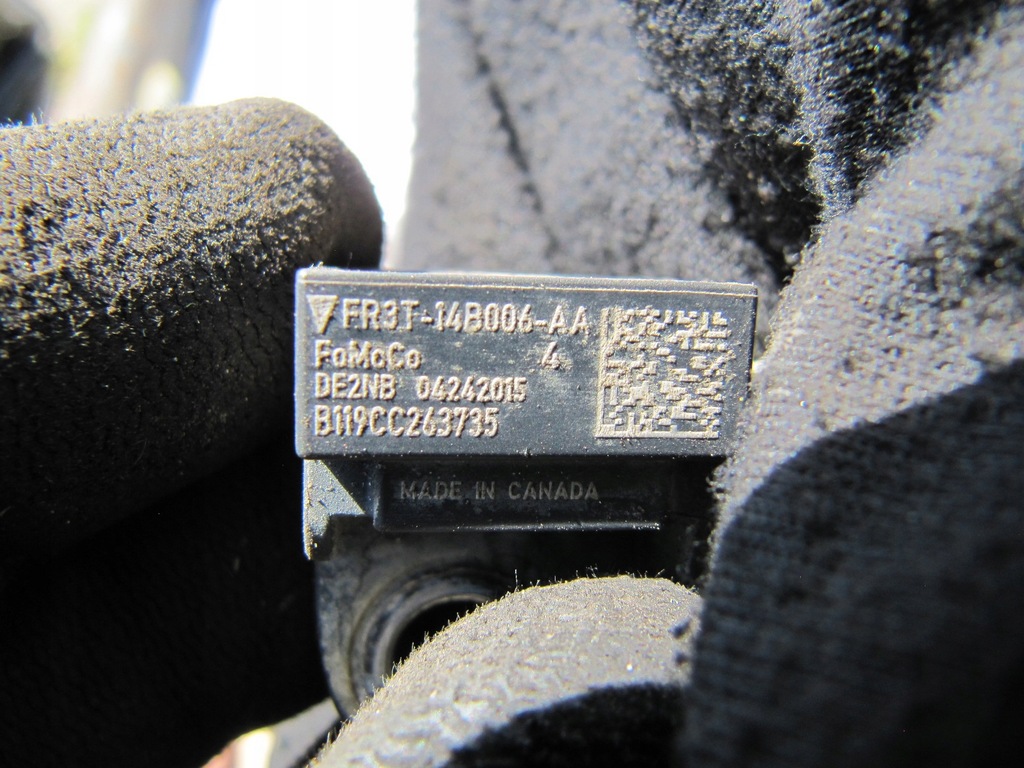 FR3T-14B006-AA
FoMoCo 4
DE2NB 04242015
B119CC263735
MADE IN CANADA